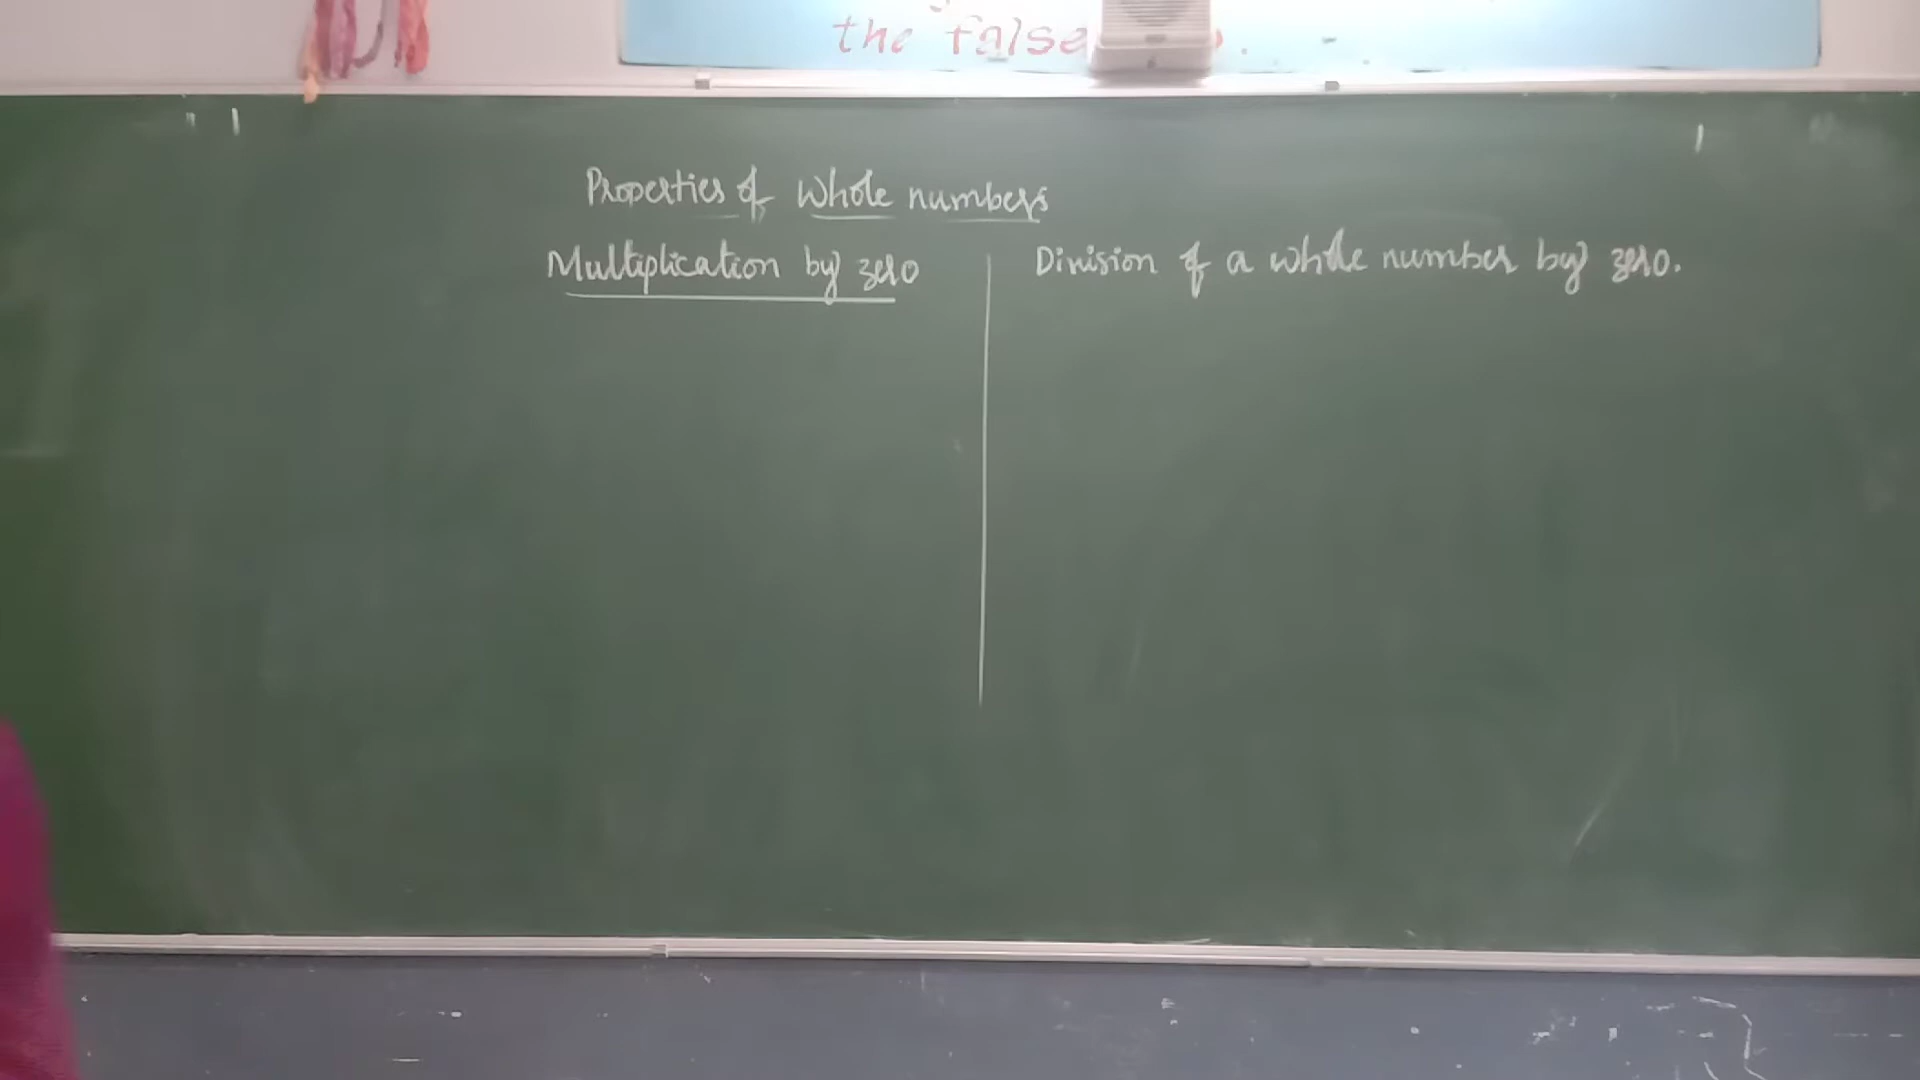 the false
Properties of Whole numbers
Multiplication by zero
Division of a whole number by zero.